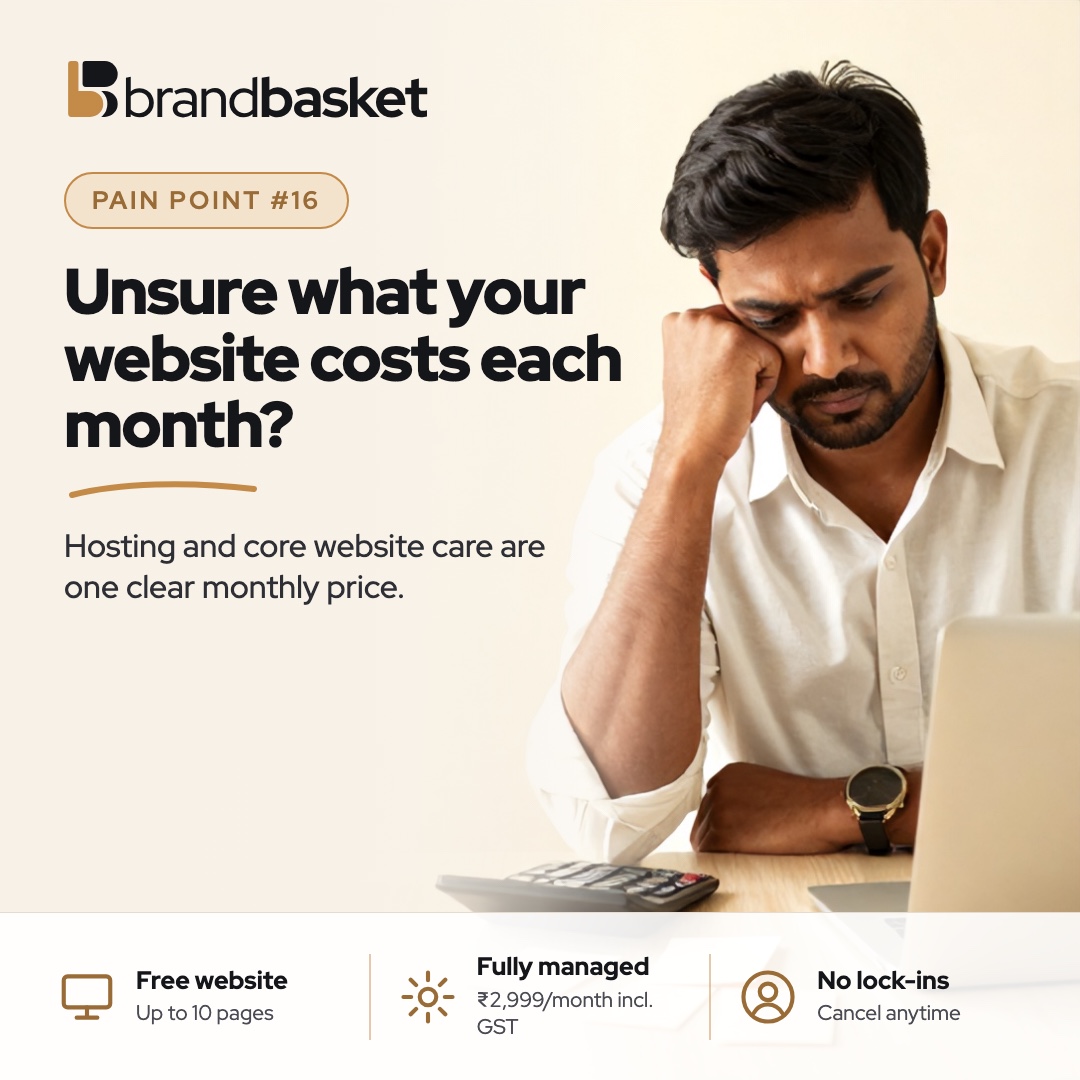 brandbasket
PAIN POINT #16
Unsure what your
website costs each
month?
Hosting and core website care are
one clear monthly price.
Free website
Up to 10 pages
Fully managed
₹2,999/month incl.
GST
No lock-ins
Cancel anytime